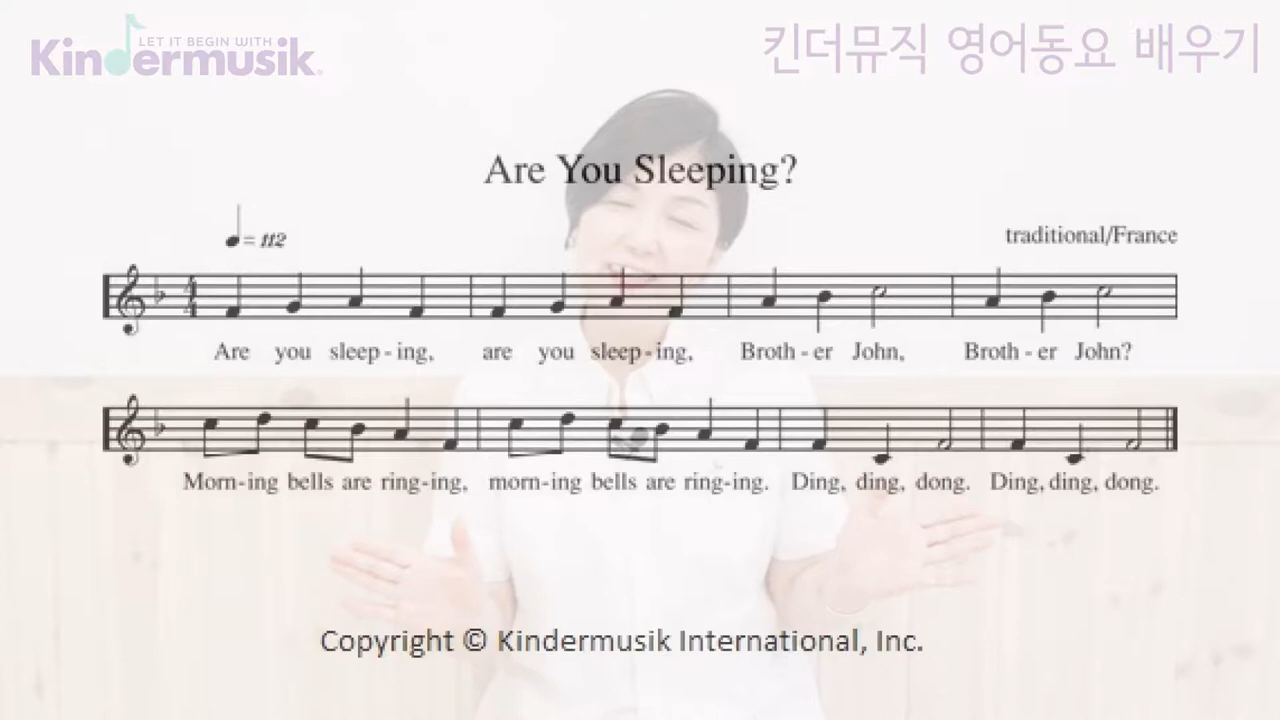 LET IT BEGIN WITH
Kindermusik®
킨더뮤직 영어동요 배우기
Are You Sleeping?
♩= 112
traditional/France
4
4
Are you sleep-ing, are you sleep-ing, Broth-er John, Broth-er John?
Morn-ing bells are ring-ing, morn-ing bells are ring-ing. Ding, ding, dong. Ding, ding, dong.
Copyright © Kindermusik International, Inc.